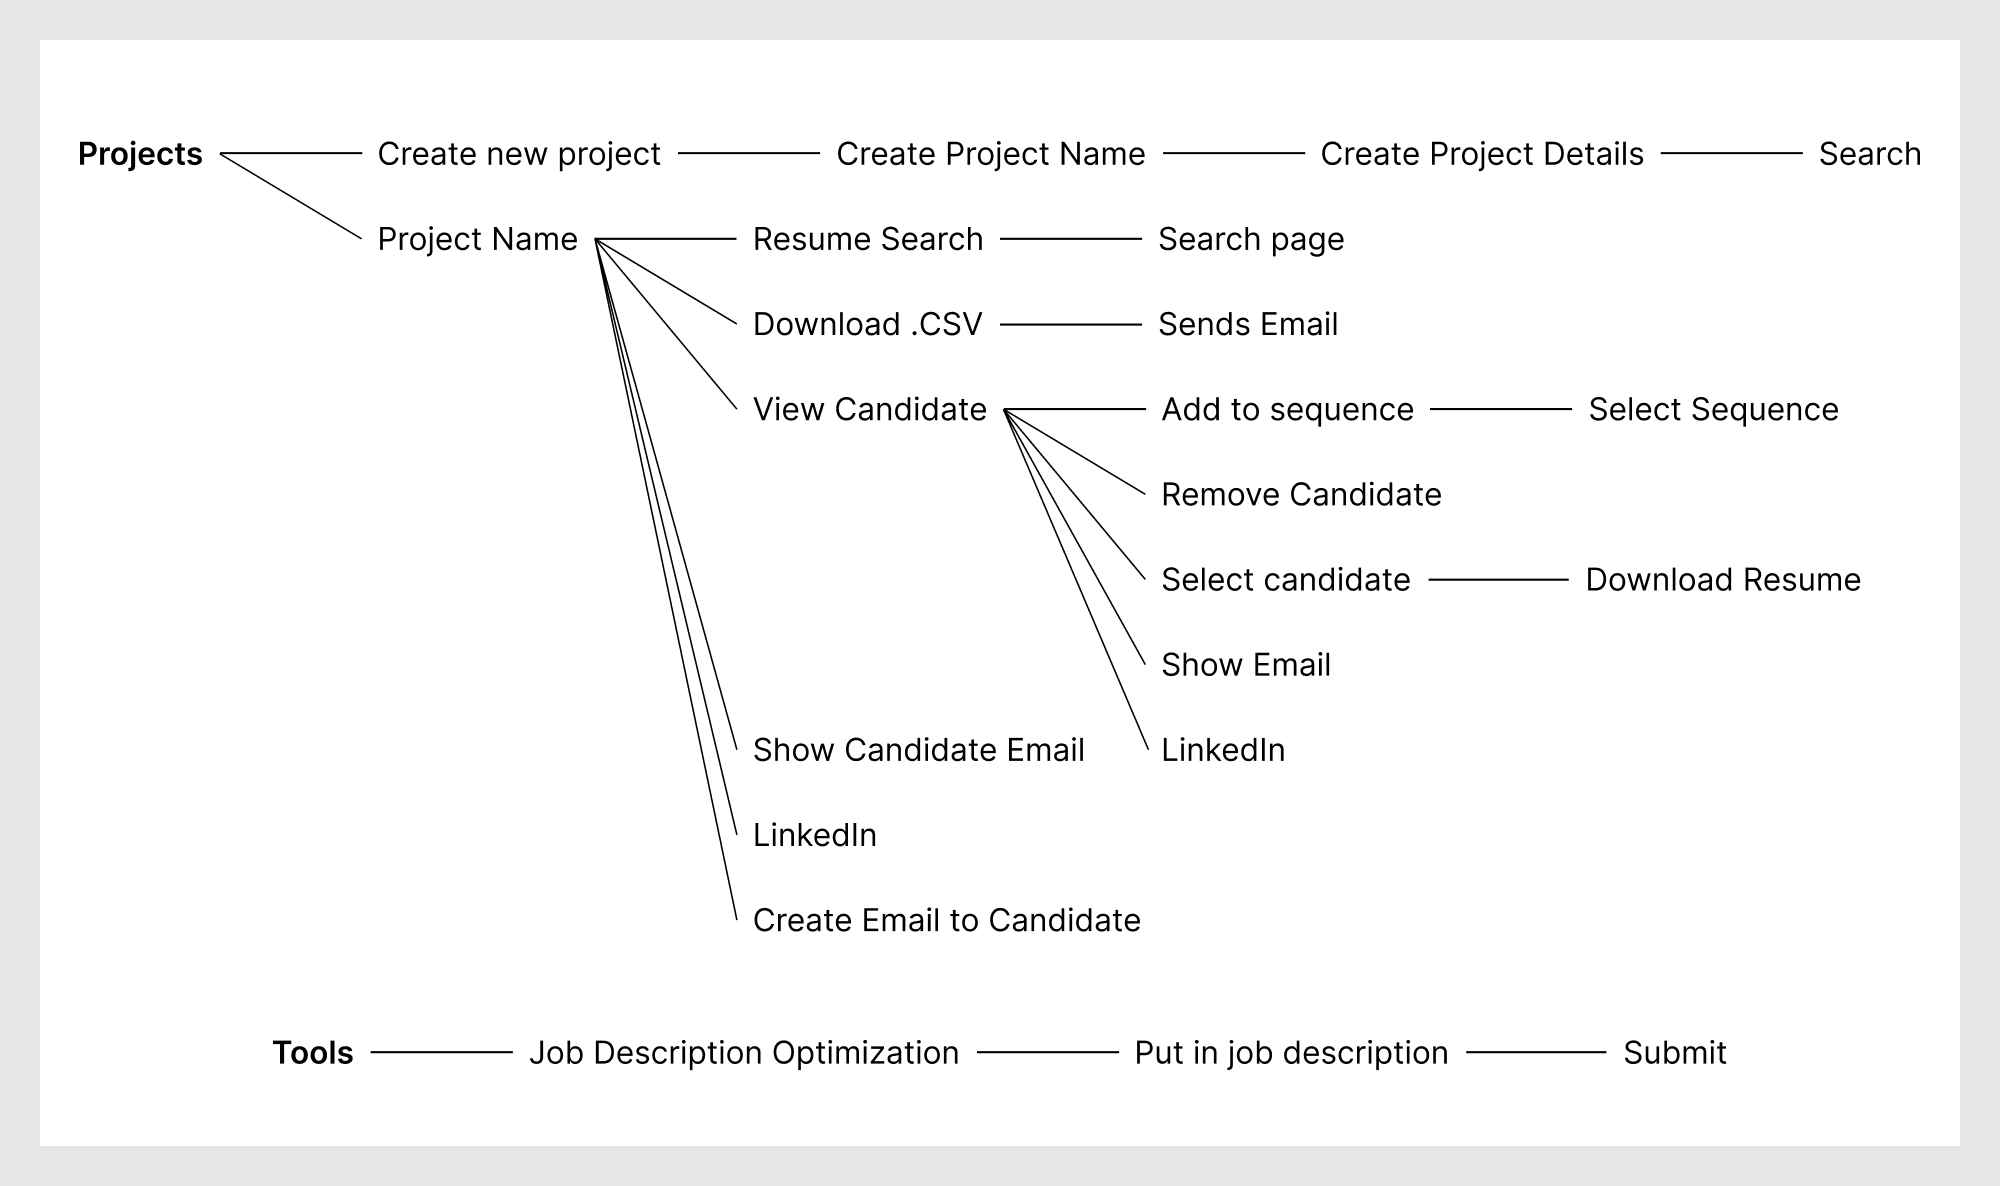 Projects Create new project Create Project Name Create Project Details Search
Project Name Resume Search Search page
Download .CSV Sends Email
View Candidate Add to sequence Select Sequence
Remove Candidate
Select candidate Download Resume
Show Email
Show Candidate Email LinkedIn
LinkedIn
Create Email to Candidate
Tools Job Description Optimization Put in job description Submit